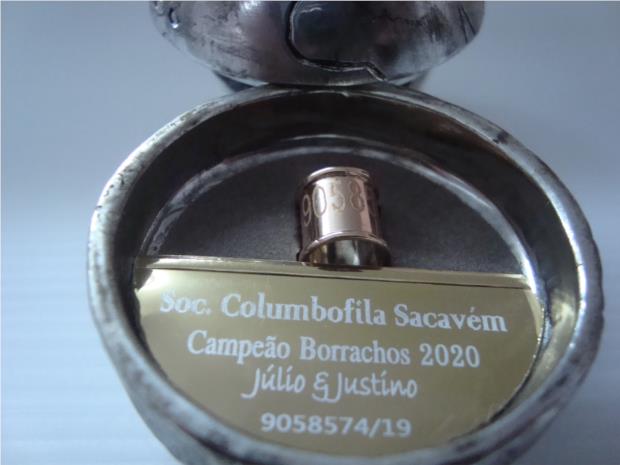 9058
Soc. Columbofila Sacavém
Campeão Borrachos 2020
Júlio & Justino
9058574/19